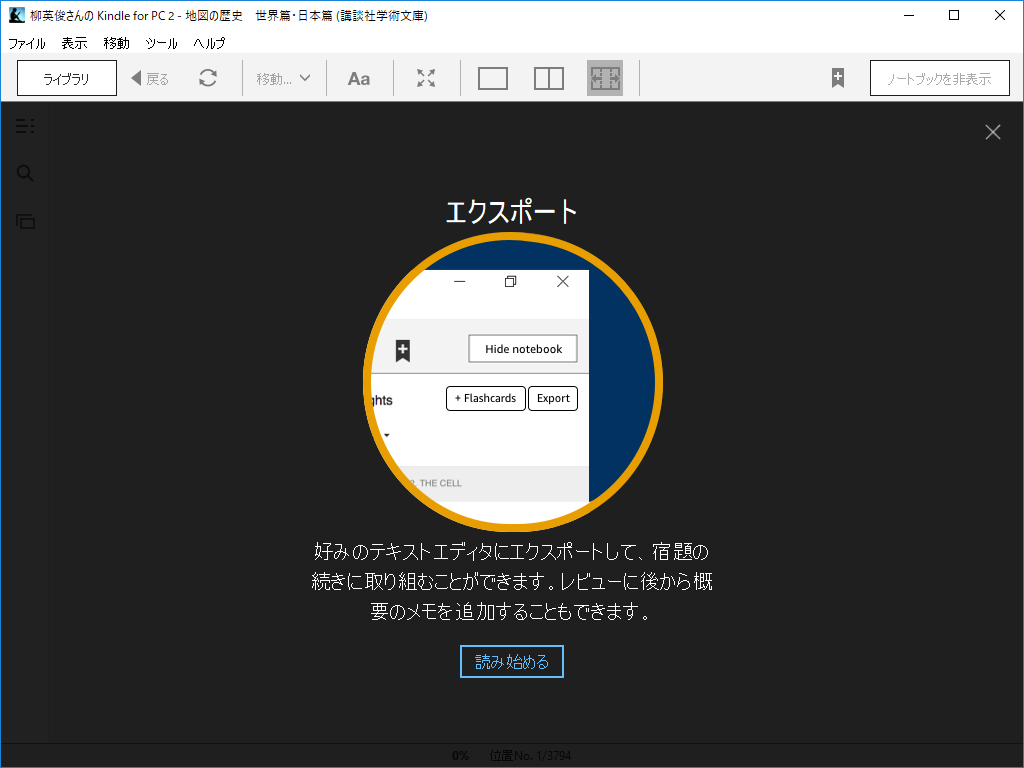 柳英俊さんの Kindle for PC 2 - 地図の歴史　世界篇・日本篇 (講談社学術文庫)
ファイル 表示 移動 ツール ヘルプ
ライブラリ 戻る 移動... Aa ノートブックを非表示
エクスポート
Hide notebook
ghts + Flashcards Export
2. THE CELL
好みのテキストエディタにエクスポートして、宿題の
続きに取り組むことができます。レビューに後から概
要のメモを追加することもできます。
読み始める
0% 位置No. 1/3794